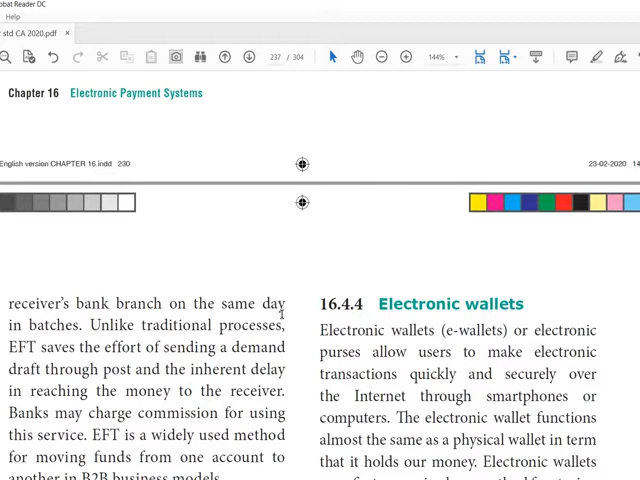 obat Reader DC
Help
t std CA 2020.pdf ×
237 / 304
144%
Chapter 16 Electronic Payment Systems
English version CHAPTER 16.indd 230
23-02-2020 14
receiver's bank branch on the same day
in batches. Unlike traditional processes,
EFT saves the effort of sending a demand
draft through post and the inherent delay
in reaching the money to the receiver.
Banks may charge commission for using
this service. EFT is a widely used method
for moving funds from one account to
another in B2B business models.
16.4.4 Electronic wallets
Electronic wallets (e-wallets) or electronic
purses allow users to make electronic
transactions quickly and securely over
the Internet through smartphones or
computers. The electronic wallet functions
almost the same as a physical wallet in term
that it holds our money. Electronic wallets